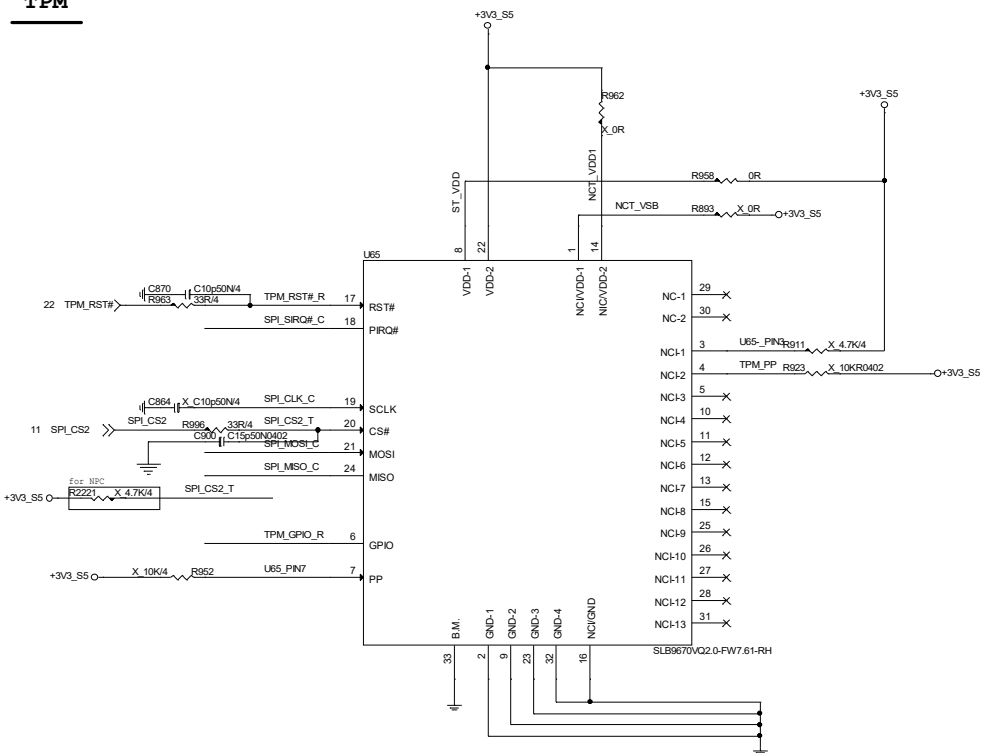 TPM
+3V3_S5
R962
X_0R
+3V3_S5
NCT_VDD1
ST_VDD
R958 0R
NCT_VSB R893 X_0R +3V3_S5
8 22 1 14
U65
VDD-1 VDD-2 NCI/VDD-1 NIC/VDD-2
C870 C10p50N/4
22 TPM_RST# R963 33R/4 TPM_RST#_R 17 RST#
SPI_SIRQ#_C 18 PIRQ#
C864 X_C10p50N/4 SPI_CLK_C 19 SCLK
11 SPI_CS2 SPI_CS2 R996 33R/4 SPI_CS2_T 20 CS#
C900 C15p50N0402
SPI_MOSI_C 21 MOSI
SPI_MISO_C 24 MISO
for NPC
+3V3_S5 R2221 X_4.7K/4 SPI_CS2_T
TPM_GPIO_R 6 GPIO
+3V3_S5 X_10K/4 R952 U65_PIN7 7 PP
NC-1 29
NC-2 30
NCI-1 3 U65-_PIN3 R911 X_4.7K/4
NCI-2 4 TPM_PP R923 X_10KR0402 +3V3_S5
NCI-3 5
NCI-4 10
NCI-5 11
NCI-6 12
NCI-7 13
NCI-8 15
NCI-9 25
NCI-10 26
NCI-11 27
NCI-12 28
NCI-13 31
B.M. GND-1 GND-2 GND-3 GND-4 NCI/GND
33 2 9 23 32 16
SLB9670VQ2.0-FW7.61-RH